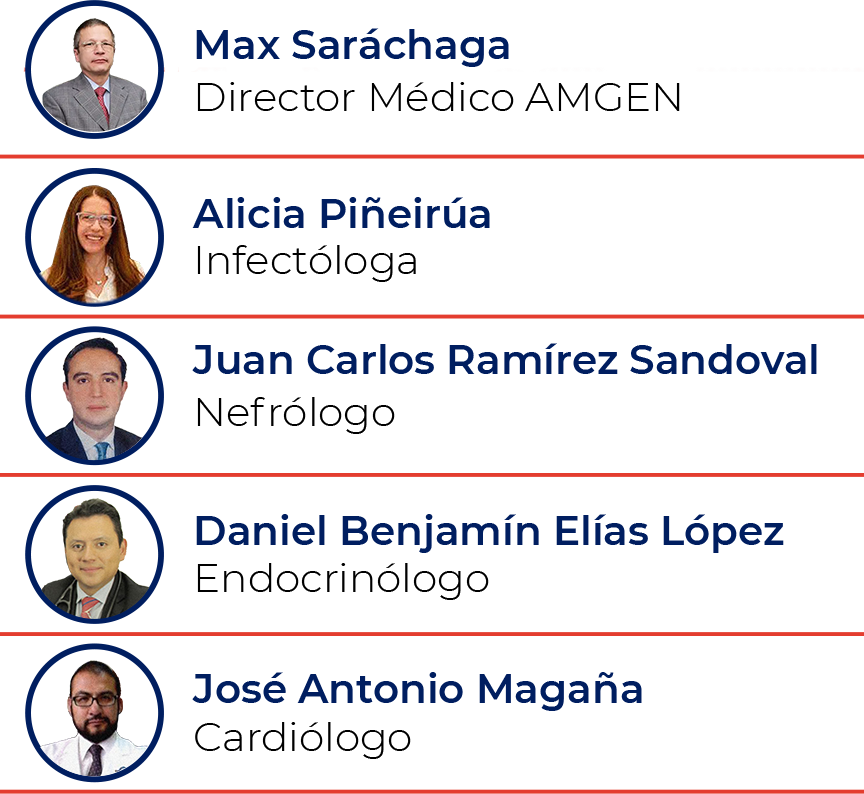 Max Saráchaga
Director Médico AMGEN
Alicia Piñeirúa
Infectóloga
Juan Carlos Ramírez Sandoval
Nefrólogo
Daniel Benjamín Elías López
Endocrinólogo
José Antonio Magaña
Cardiólogo